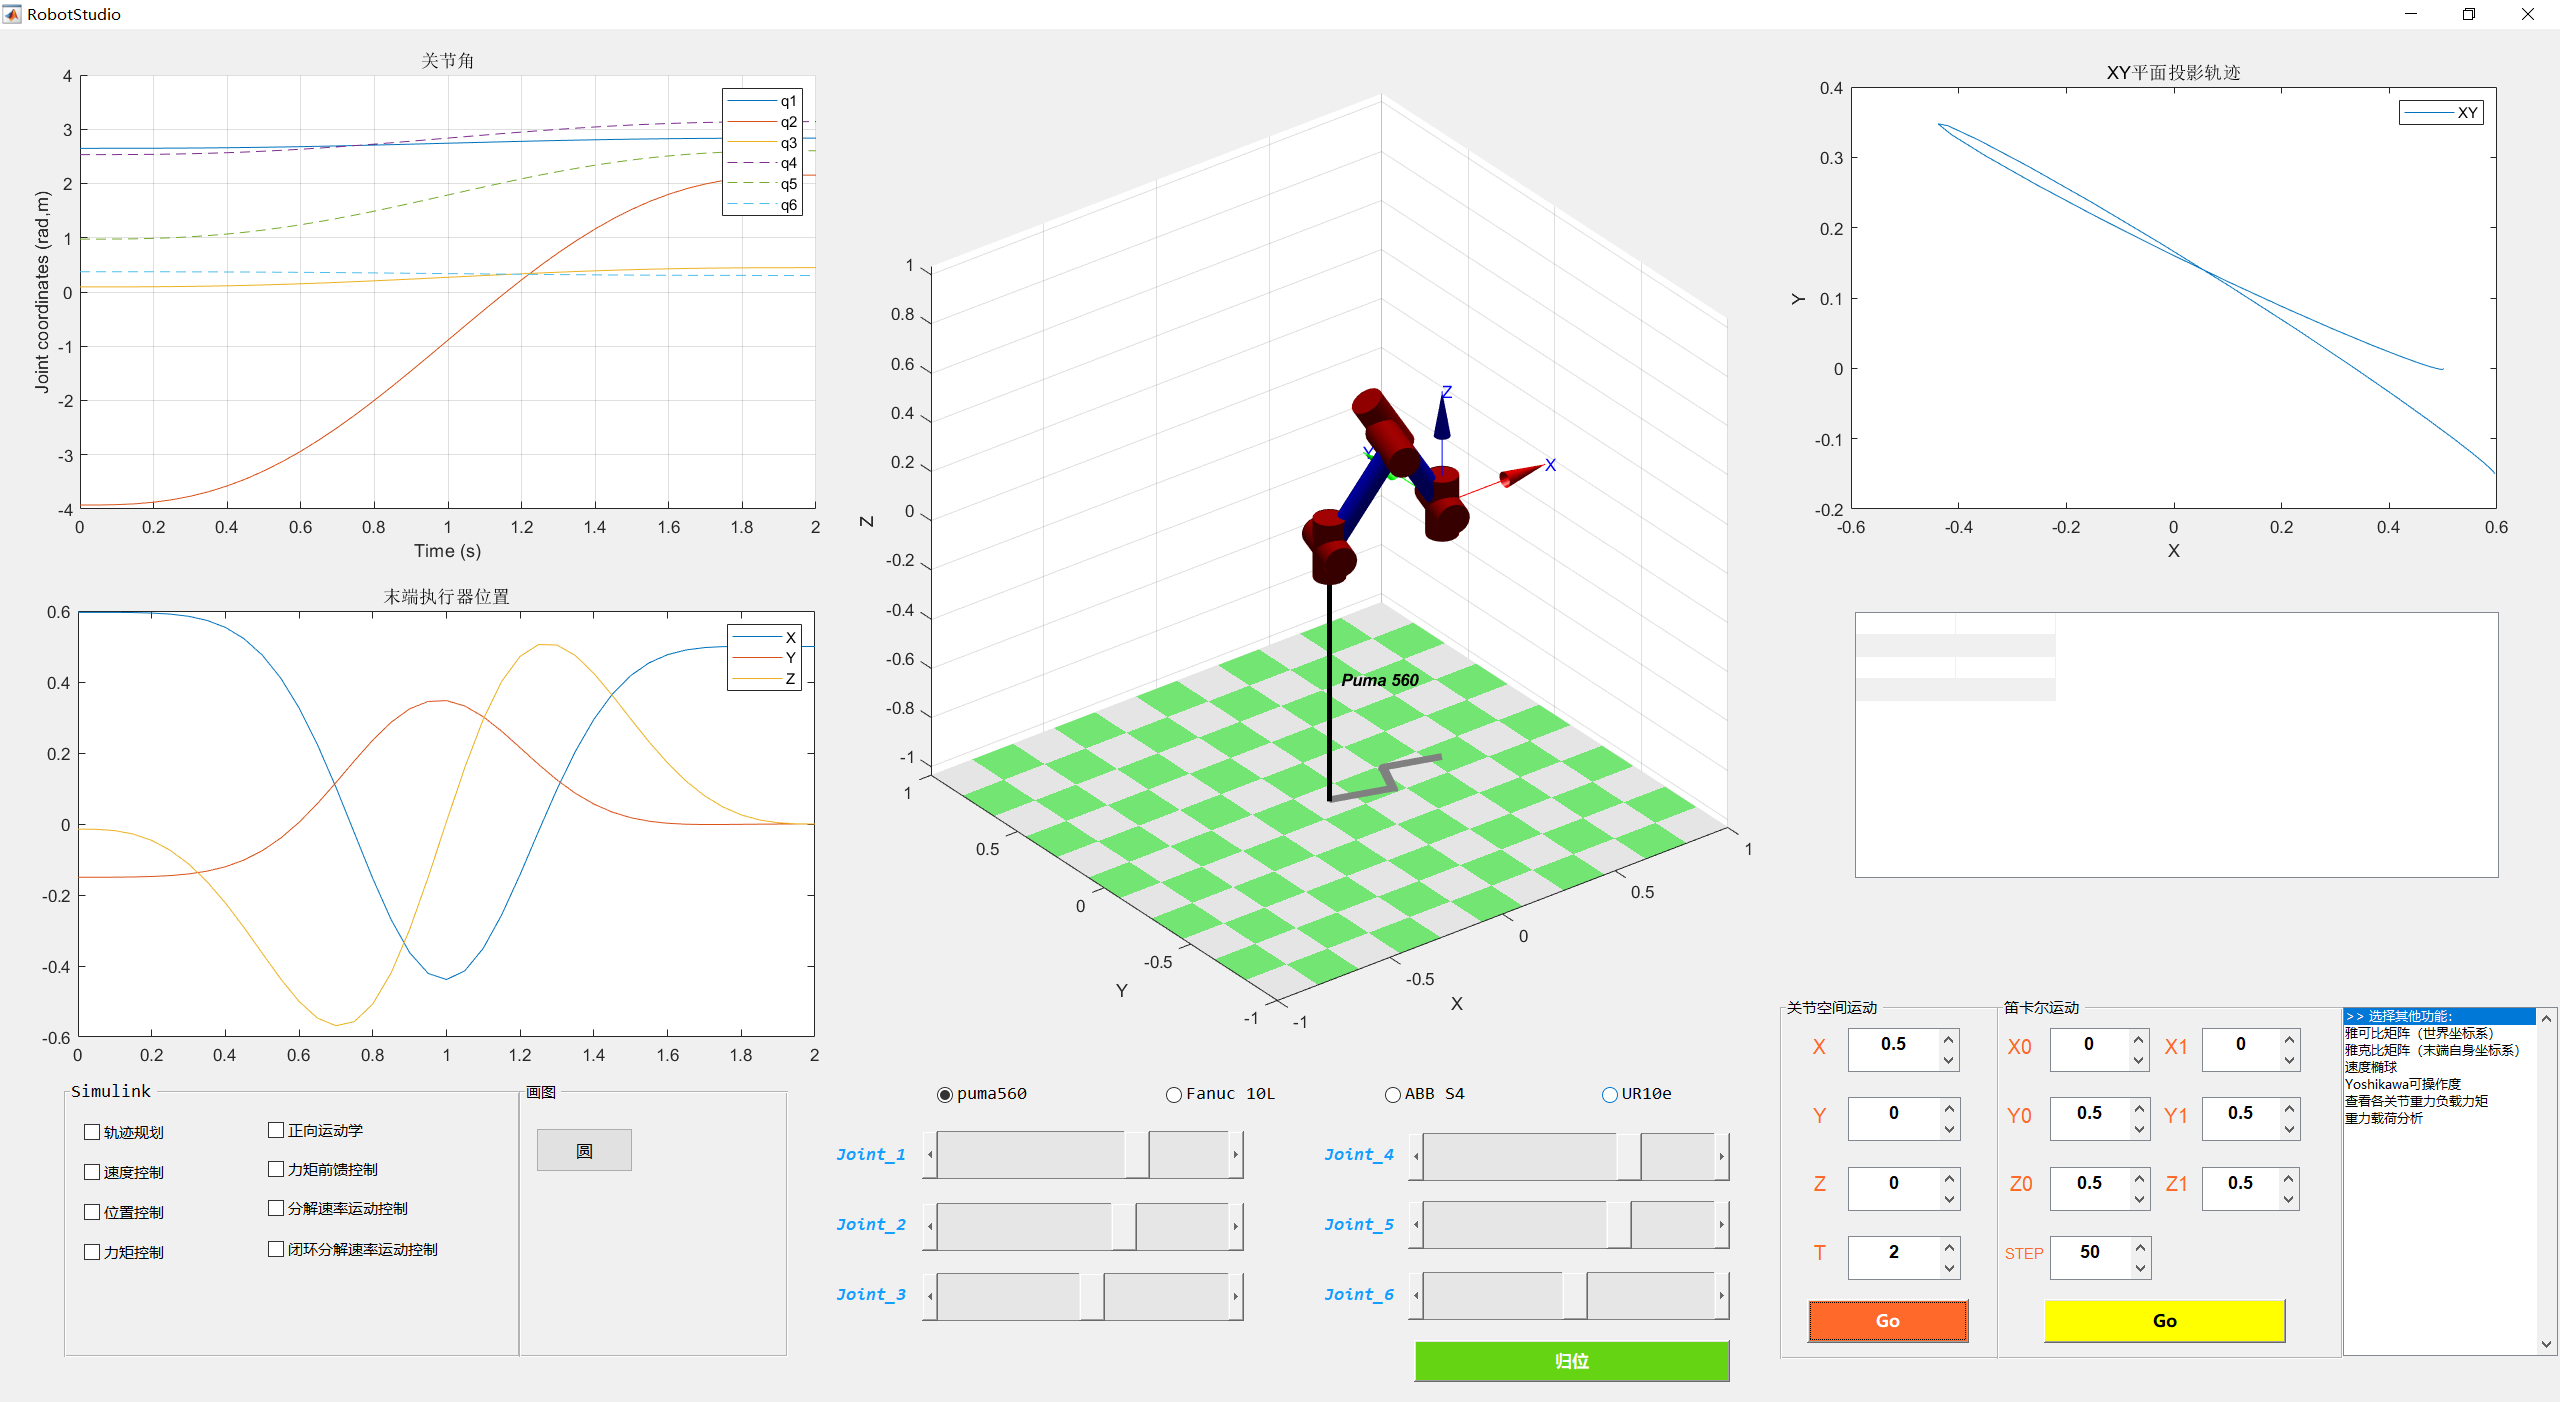 RobotStudio
关节角
4
3
2
1
0
-1
-2
-3
-4
Joint coordinates (rad,m)
q1
q2
q3
q4
q5
q6
0 0.2 0.4 0.6 0.8 1 1.2 1.4 1.6 1.8 2
Time (s)
末端执行器位置
0.6
0.4
0.2
0
-0.2
-0.4
-0.6
X
Y
Z
0 0.2 0.4 0.6 0.8 1 1.2 1.4 1.6 1.8 2
1
0.8
0.6
0.4
0.2
0
-0.2
-0.4
-0.6
-0.8
-1
Z
Z
X
Y
Puma 560
1
0.5
0
-0.5
-1
Y
-1
-0.5
0
0.5
1
X
XY平面投影轨迹
0.4
0.3
0.2
0.1
0
-0.1
-0.2
Y
XY
-0.6 -0.4 -0.2 0 0.2 0.4 0.6
X
Simulink
轨迹规划
速度控制
位置控制
力矩控制
正向运动学
力矩前馈控制
分解速率运动控制
闭环分解速率运动控制
画图
圆
puma560 Fanuc 10L ABB S4 UR10e
Joint_1
Joint_2
Joint_3
Joint_4
Joint_5
Joint_6
归位
关节空间运动
X 0.5
Y 0
Z 0
T 2
Go
笛卡尔运动
X0 0 X1 0
Y0 0.5 Y1 0.5
Z0 0.5 Z1 0.5
STEP 50
Go
>> 选择其他功能:
雅可比矩阵（世界坐标系）
雅克比矩阵（末端自身坐标系）
速度椭球
Yoshikawa可操作度
查看各关节重力负载力矩
重力载荷分析